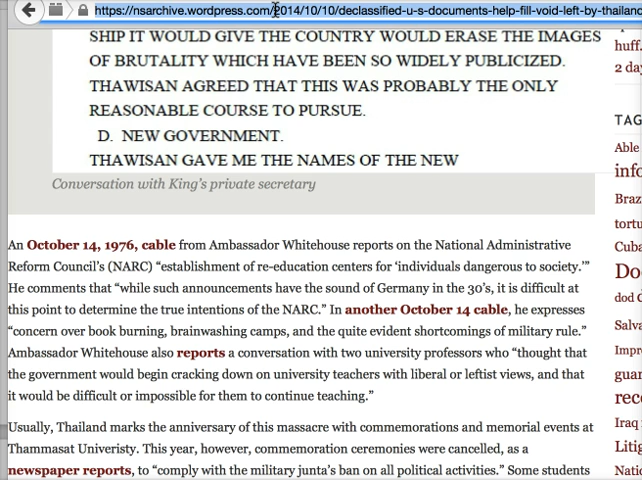 https://nsarchive.wordpress.com/2014/10/10/declassified-u-s-documents-help-fill-void-left-by-thailand
SHIP IT WOULD GIVE THE COUNTRY WOULD ERASE THE IMAGES
OF BRUTALITY WHICH HAVE BEEN SO WIDELY PUBLICIZED.
THAWISAN AGREED THAT THIS WAS PROBABLY THE ONLY
REASONABLE COURSE TO PURSUE.
D. NEW GOVERNMENT.
THAWISAN GAVE ME THE NAMES OF THE NEW
Conversation with King's private secretary
An October 14, 1976, cable from Ambassador Whitehouse reports on the National Administrative
Reform Council's (NARC) “establishment of re-education centers for ‘individuals dangerous to society.’”
He comments that “while such announcements have the sound of Germany in the 30's, it is difficult at
this point to determine the true intentions of the NARC.” In another October 14 cable, he expresses
“concern over book burning, brainwashing camps, and the quite evident shortcomings of military rule.”
Ambassador Whitehouse also reports a conversation with two university professors who “thought that
the government would begin cracking down on university teachers with liberal or leftist views, and that
it would be difficult or impossible for them to continue teaching.”
Usually, Thailand marks the anniversary of this massacre with commemorations and memorial events at
Thammasat Univeristy. This year, however, commemoration ceremonies were cancelled, as a
newspaper reports, to “comply with the military junta's ban on all political activities.” Some students
huff.
2 day
TAG
Able
info
Braz
tortu
Cuba
Do
dod d
Salva
Impr
guar
reco
Iraq
Litig
Natio